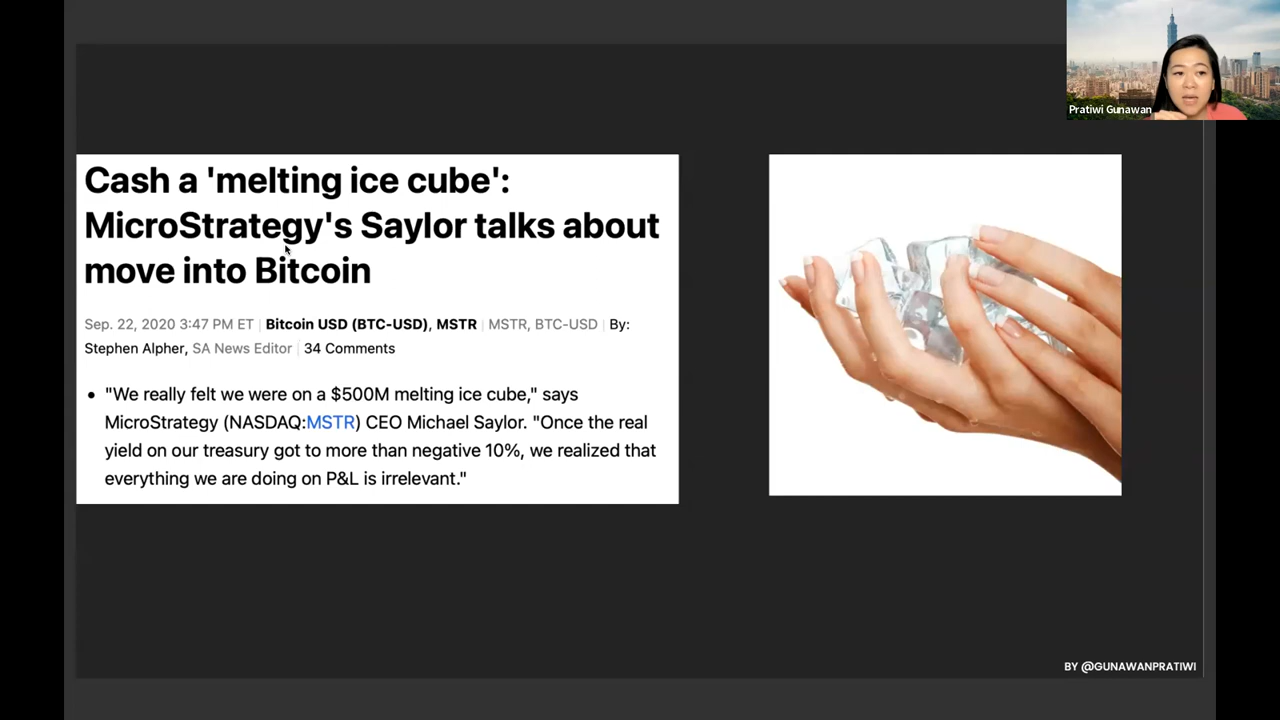 Pratiwi Gunawan
Cash a 'melting ice cube':
MicroStrategy's Saylor talks about
move into Bitcoin
Sep. 22, 2020 3:47 PM ET | Bitcoin USD (BTC-USD), MSTR | MSTR, BTC-USD | By:
Stephen Alpher, SA News Editor | 34 Comments
• "We really felt we were on a $500M melting ice cube," says
MicroStrategy (NASDAQ:MSTR) CEO Michael Saylor. "Once the real
yield on our treasury got to more than negative 10%, we realized that
everything we are doing on P&L is irrelevant."
BY @GUNAWANPRATIWI